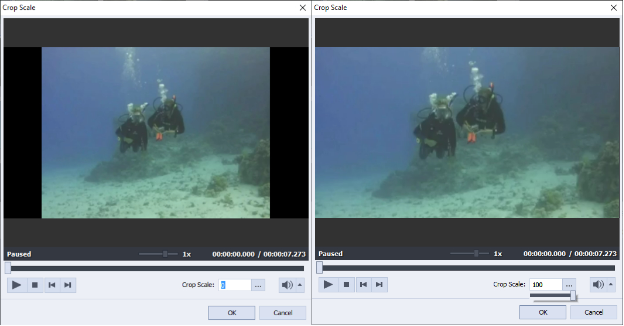 Crop Scale
Paused 1x 00:00:00.000 / 00:00:07.273
Crop Scale: 0 ...
OK Cancel
Crop Scale
Paused 1x 00:00:00.000 / 00:00:07.273
Crop Scale: 100 ...
OK Cancel